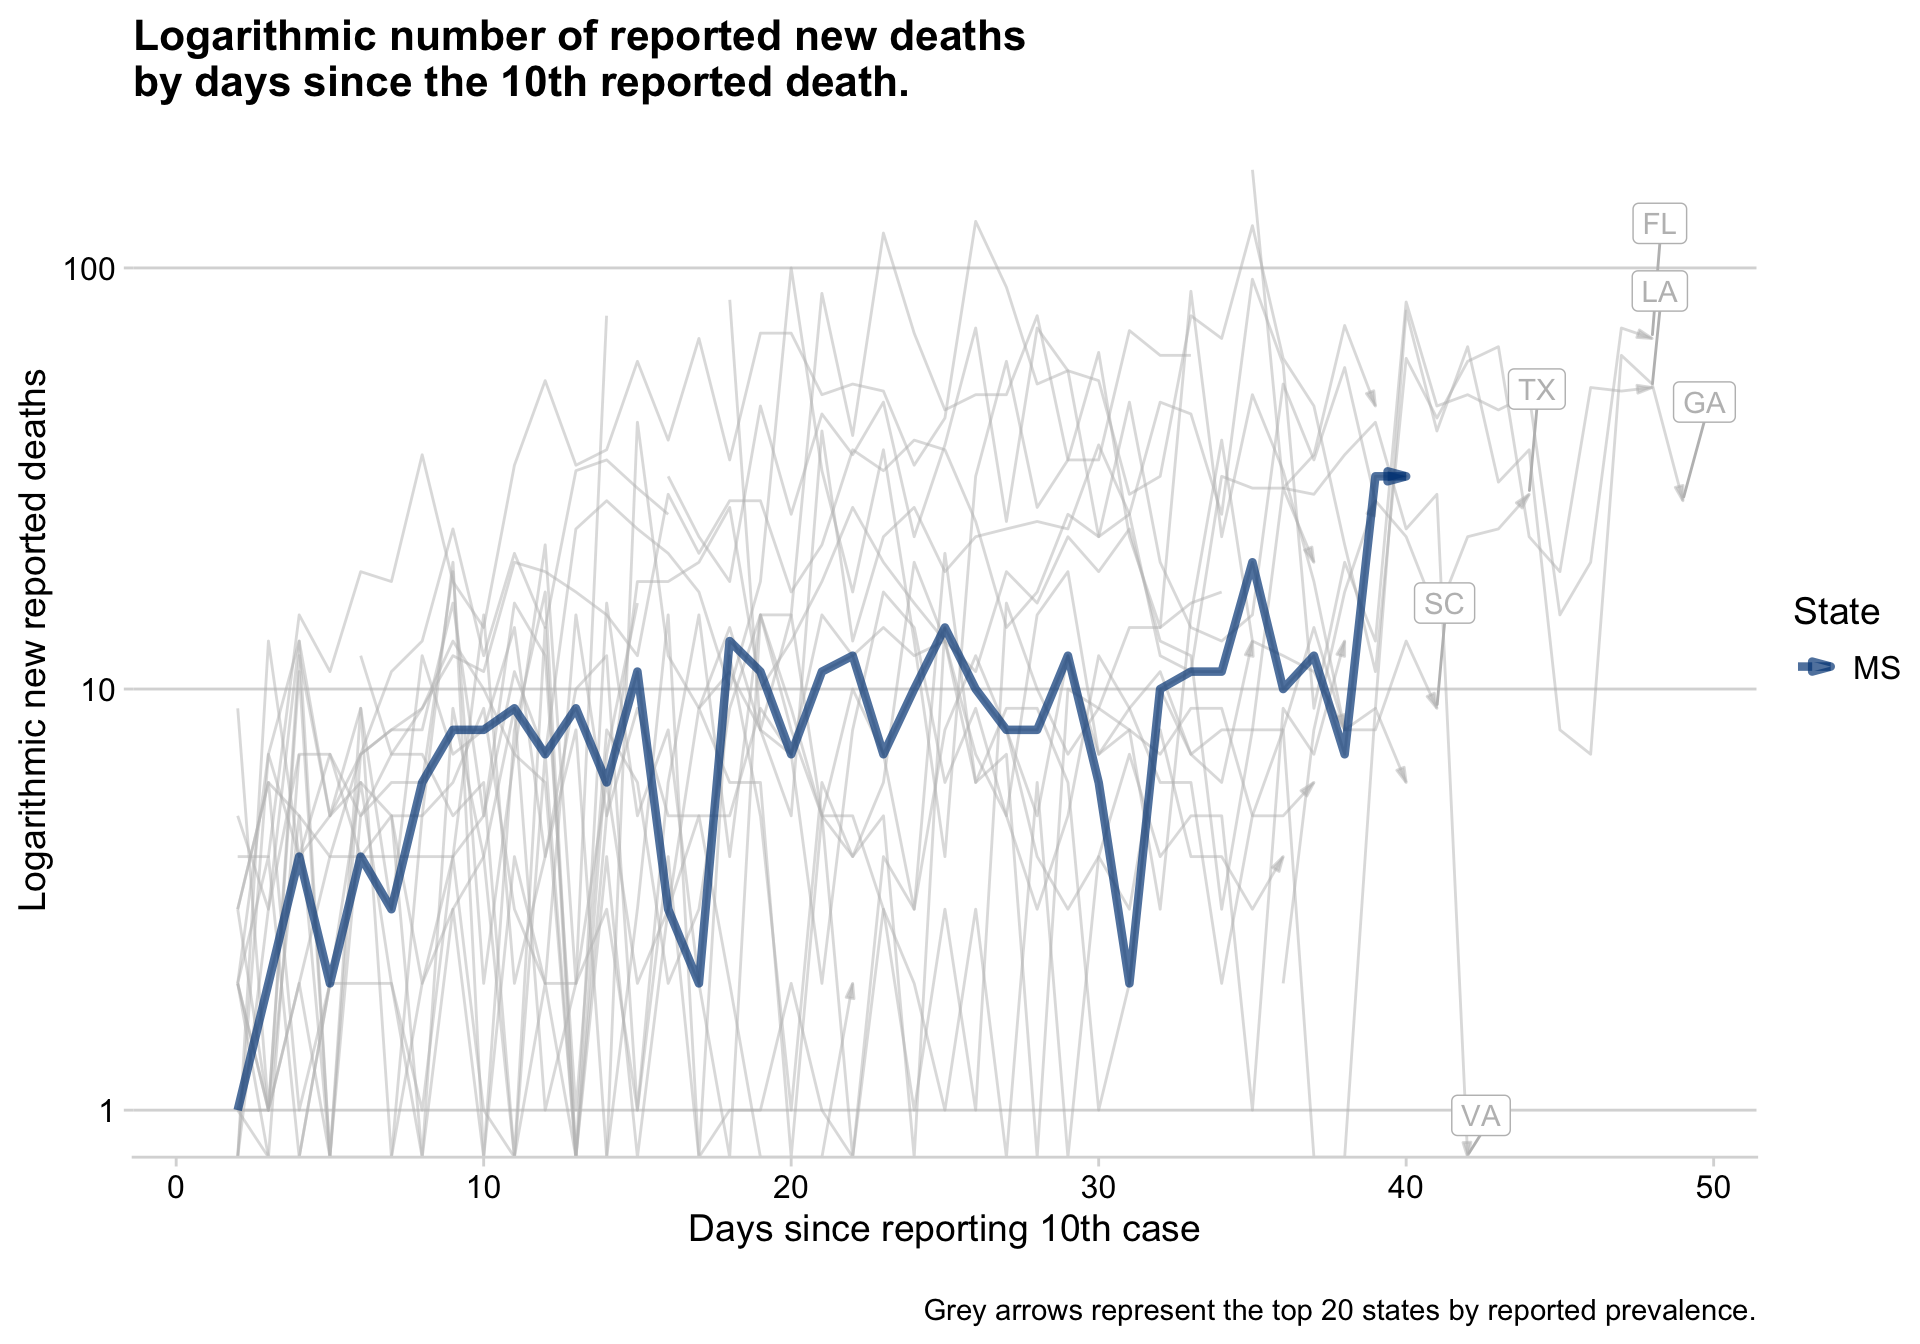 Logarithmic number of reported new deaths
by days since the 10th reported death.
Logarithmic new reported deaths
100
10
1
FL
LA
TX
GA
SC
VA
State
MS
0 10 20 30 40 50
Days since reporting 10th case
Grey arrows represent the top 20 states by reported prevalence.